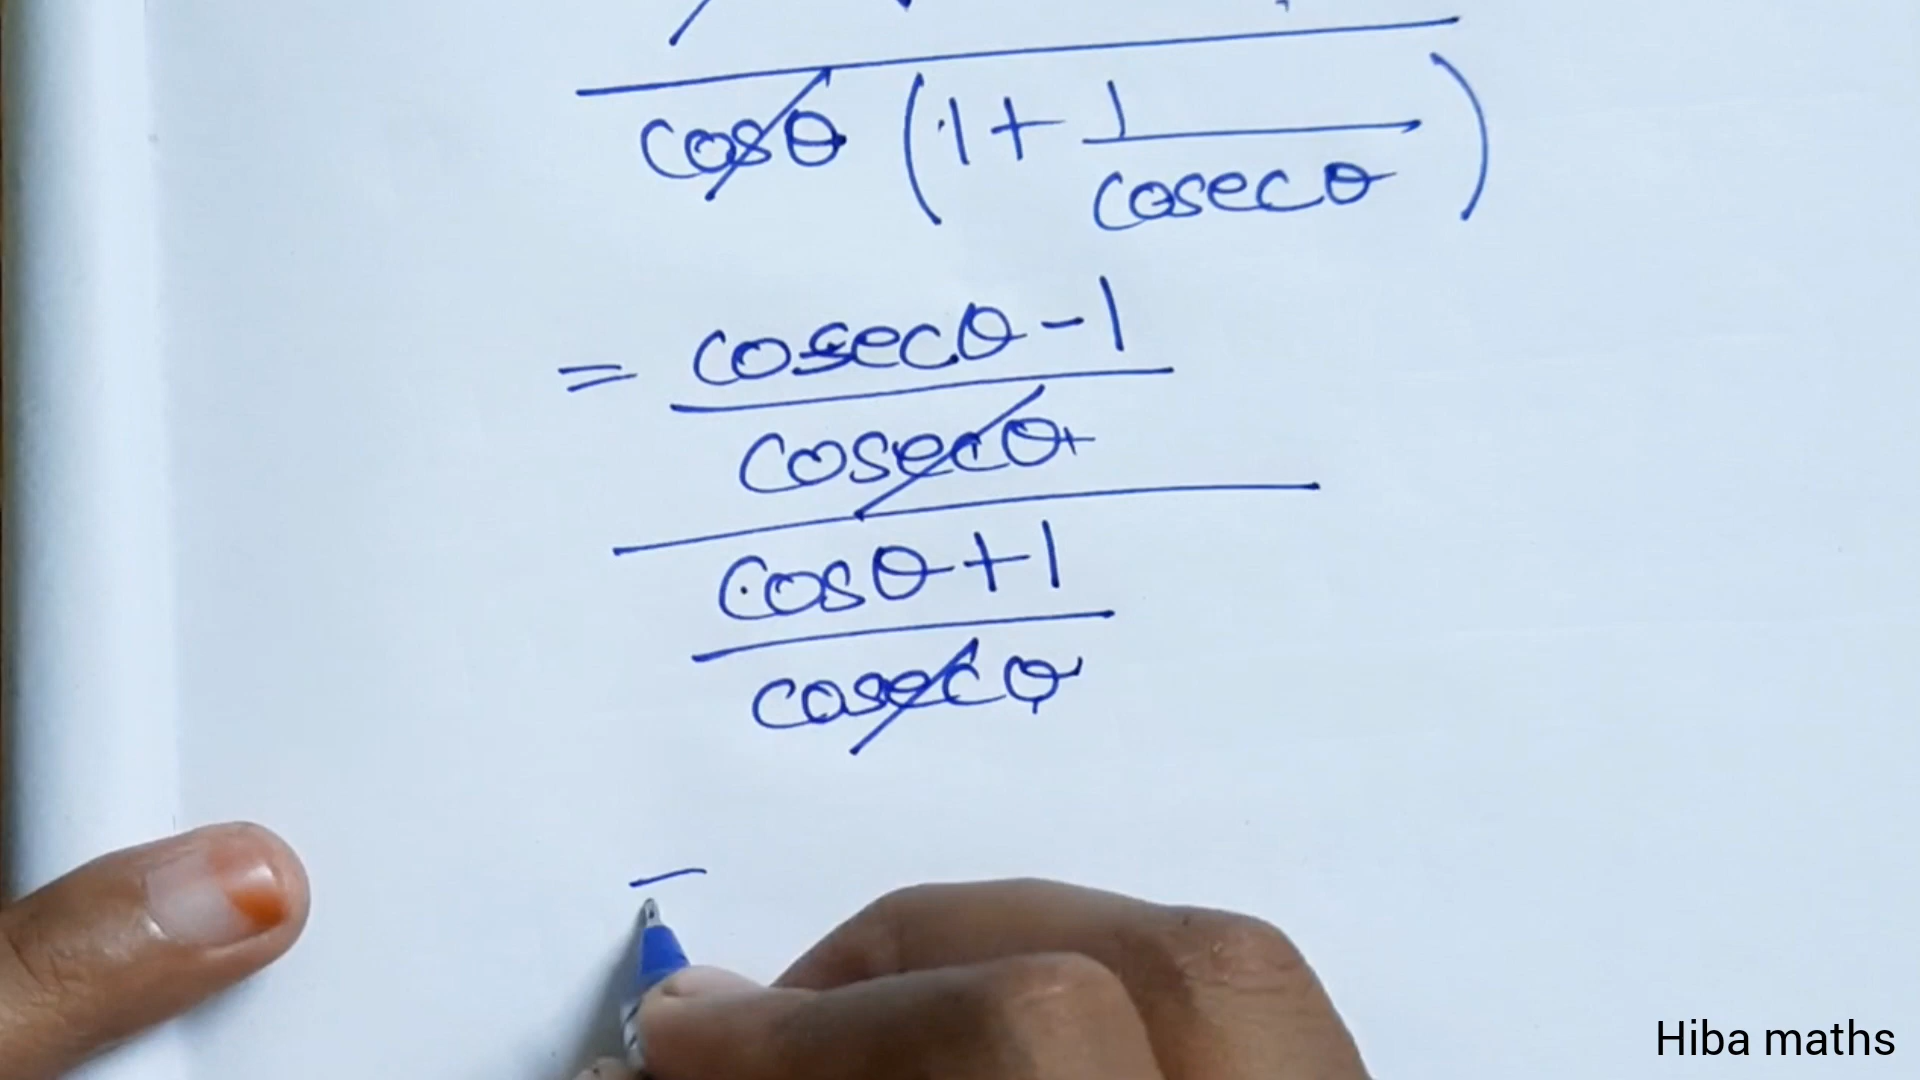 cosθ (1 + 1
cosecθ )
= cosecθ - 1
cosecθ
cosθ + 1
cosecθ
Hiba maths